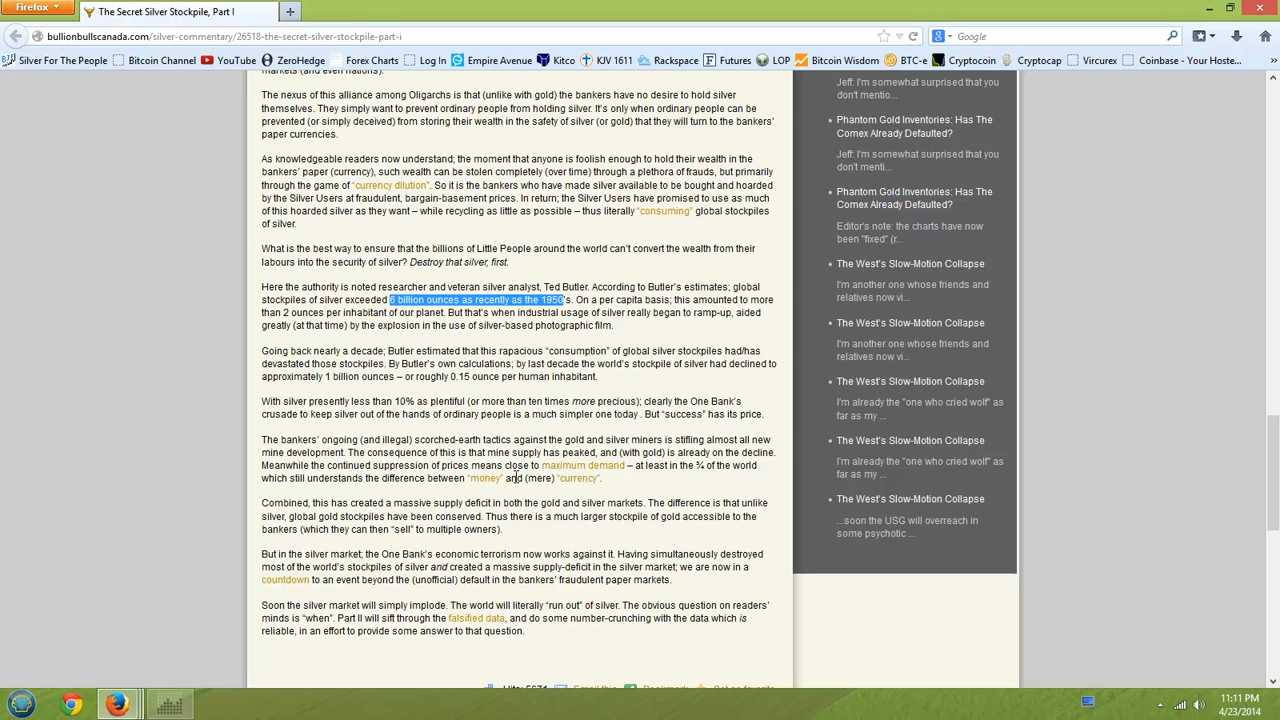 Firefox
The Secret Silver Stockpile, Part I
bullionbullscanada.com/silver-commentary/26518-the-secret-silver-stockpile-part-i
Google
Silver For The People
Bitcoin Channel
YouTube
ZeroHedge
Forex Charts
Log In
Empire Avenue
Kitco
KJV 1611
Rackspace
Futures
LOP
Bitcoin Wisdom
BTC-e
Cryptocoin
Cryptocap
Vircurex
Coinbase - Your Hoste...
markets (and even nations).
The nexus of this alliance among Oligarchs is that (unlike with gold) the bankers have no desire to hold silver
themselves. They simply want to prevent ordinary people from holding silver. It's only when ordinary people can be
prevented (or simply deceived) from storing their wealth in the safety of silver (or gold) that they will turn to the bankers'
paper currencies.
As knowledgeable readers now understand; the moment that anyone is foolish enough to hold their wealth in the
bankers' paper (currency), such wealth can be stolen completely (over time) through a plethora of frauds, but primarily
through the game of "currency dilution". So it is the bankers who have made silver available to be bought and hoarded
by the Silver Users at fraudulent, bargain-basement prices. In return; the Silver Users have promised to use as much
of this hoarded silver as they want – while recycling as little as possible – thus literally "consuming" global stockpiles
of silver.
What is the best way to ensure that the billions of Little People around the world can't convert the wealth from their
labours into the security of silver? Destroy that silver, first.
Here the authority is noted researcher and veteran silver analyst, Ted Butler. According to Butler's estimates; global
stockpiles of silver exceeded 6 billion ounces as recently as the 1950's. On a per capita basis; this amounted to more
than 2 ounces per inhabitant of our planet. But that's when industrial usage of silver really began to ramp-up, aided
greatly (at that time) by the explosion in the use of silver-based photographic film.
Going back nearly a decade; Butler estimated that this rapacious "consumption" of global silver stockpiles had/has
devastated those stockpiles. By Butler's own calculations; by last decade the world's stockpile of silver had declined to
approximately 1 billion ounces – or roughly 0.15 ounce per human inhabitant.
With silver presently less than 10% as plentiful (or more than ten times more precious); clearly the One Bank's
crusade to keep silver out of the hands of ordinary people is a much simpler one today . But "success" has its price.
The bankers' ongoing (and illegal) scorched-earth tactics against the gold and silver miners is stifling almost all new
mine development. The consequence of this is that mine supply has peaked, and (with gold) is already on the decline.
Meanwhile the continued suppression of prices means close to maximum demand – at least in the ¾ of the world
which still understands the difference between "money" and (mere) "currency".
Combined, this has created a massive supply deficit in both the gold and silver markets. The difference is that unlike
silver, global gold stockpiles have been conserved. Thus there is a much larger stockpile of gold accessible to the
bankers (which they can then "sell" to multiple owners).
But in the silver market; the One Bank's economic terrorism now works against it. Having simultaneously destroyed
most of the world's stockpiles of silver and created a massive supply-deficit in the silver market; we are now in a
countdown to an event beyond the (unofficial) default in the bankers' fraudulent paper markets.
Soon the silver market will simply implode. The world will literally "run out" of silver. The obvious question on readers'
minds is "when". Part II will sift through the falsified data, and do some number-crunching with the data which is
reliable, in an effort to provide some answer to that question.
Hits: 5671
Email this
Bookmark
Set as favorite
Jeff: I'm somewhat surprised that you
don't mentio...
Phantom Gold Inventories: Has The
Comex Already Defaulted?
Jeff: I'm somewhat surprised that you
don't menti...
Phantom Gold Inventories: Has The
Comex Already Defaulted?
Editor's note: the charts have now
been "fixed" (r...
The West's Slow-Motion Collapse
I'm another one whose friends and
relatives now vi...
The West's Slow-Motion Collapse
I'm another one whose friends and
relatives now vi...
The West's Slow-Motion Collapse
I'm already the "one who cried wolf" as
far as my ...
The West's Slow-Motion Collapse
I'm already the "one who cried wolf" as
far as my ...
The West's Slow-Motion Collapse
...soon the USG will overreach in
some psychotic ...
11:11 PM
4/23/2014